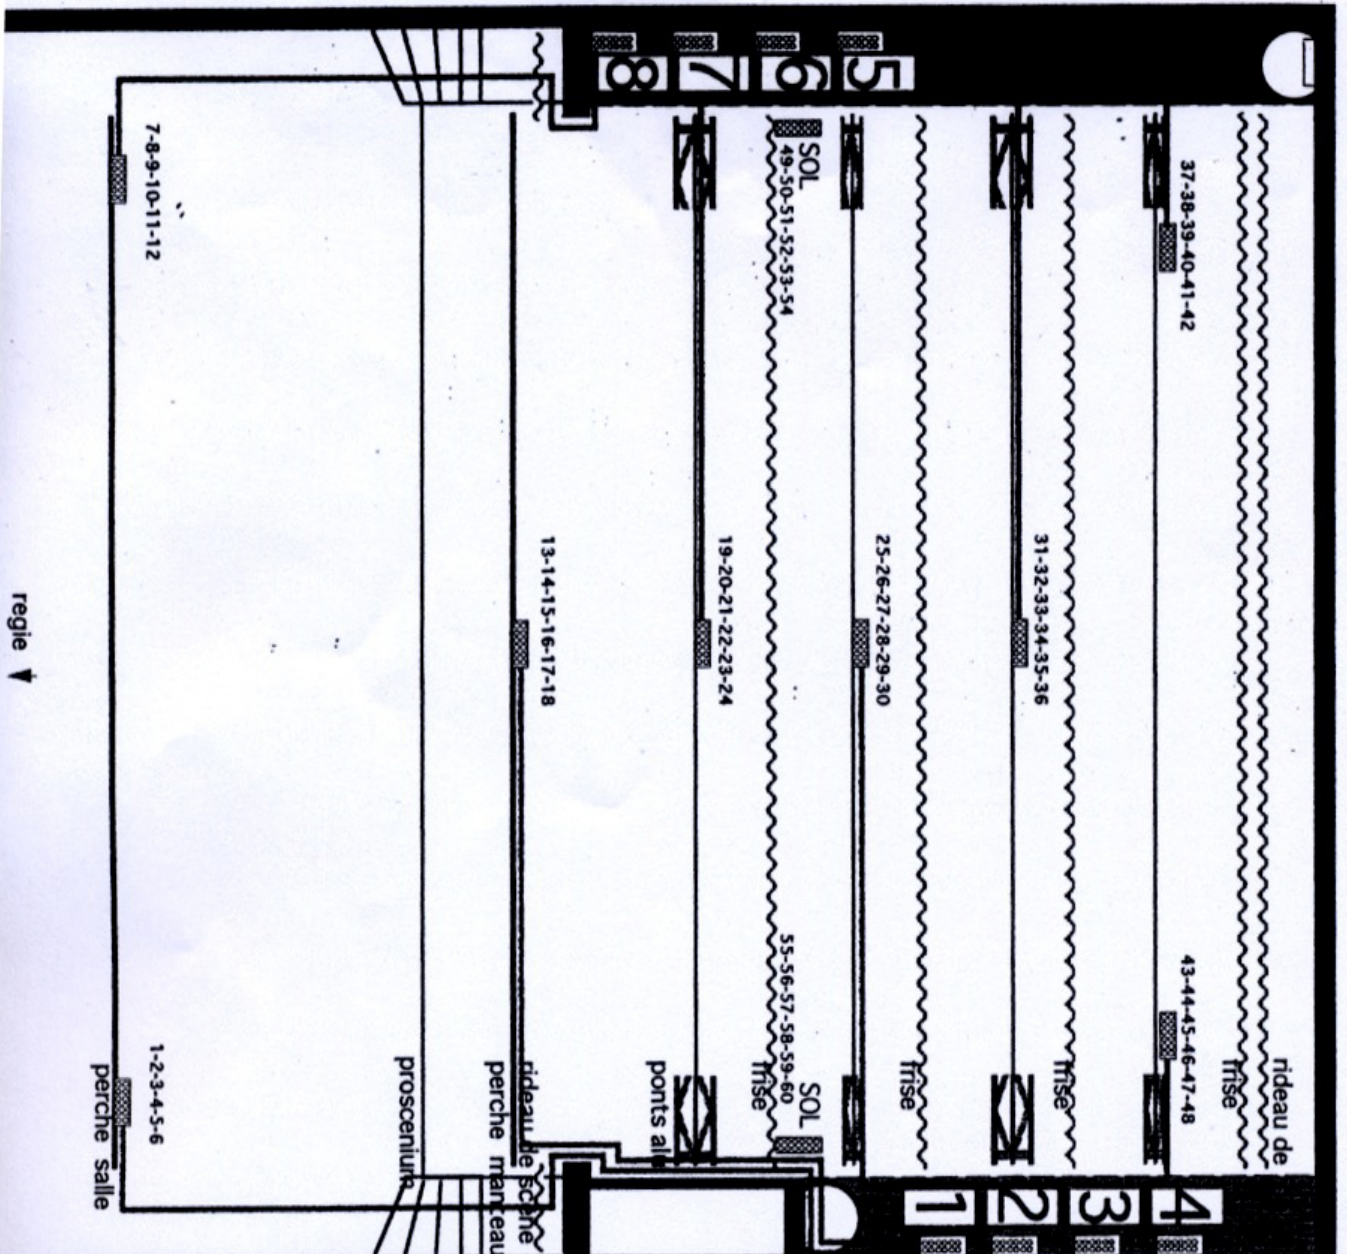 8
7
6
5
SOL
49-50-51-52-53-54
7-8-9-10-11-12
37-38-39-40-41-42
13-14-15-16-17-18
19-20-21-22-23-24
25-26-27-28-29-30
31-32-33-34-35-36
regie
1-2-3-4-5-6
perche salle
proscenium
perche manceau
rideau de scène
ponts alu
frise
55-56-57-58-59-60
SOL
frise
frise
43-44-45-46-47-48
frise
rideau de
1
2
3
4